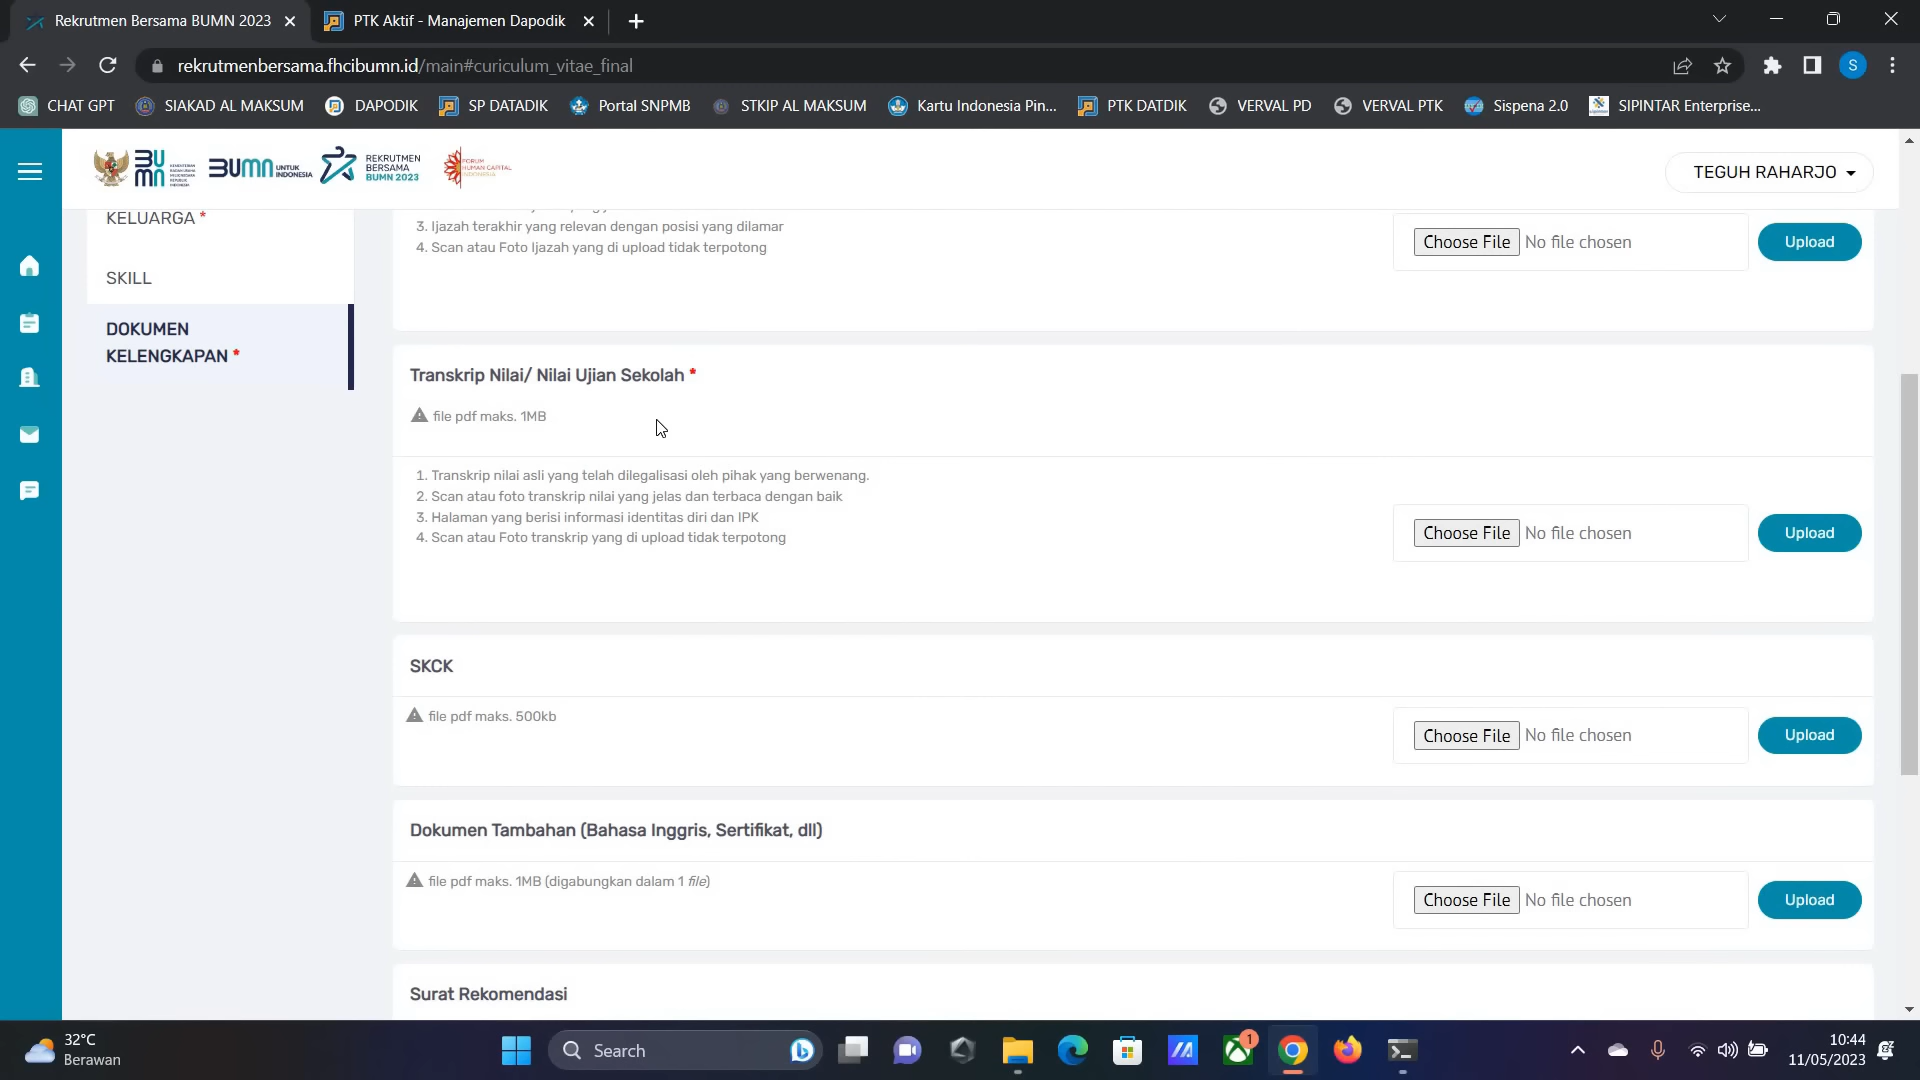 Rekrutmen Bersama BUMN 2023
PTK Aktif - Manajemen Dapodik
rekrutmenbersama.fhcibumn.id/main#curiculum_vitae_final
S
CHAT GPT
SIAKAD AL MAKSUM
DAPODIK
SP DATADIK
Portal SNPMB
STKIP AL MAKSUM
Kartu Indonesia Pin...
PTK DATDIK
VERVAL PD
VERVAL PTK
Sispena 2.0
SIPINTAR Enterprise...
BUMN
BUMN UNTUK INDONESIA
REKRUTMEN BERSAMA BUMN 2023
FORUM HUMAN CAPITAL INDONESIA
TEGUH RAHARJO
KELUARGA *
SKILL
DOKUMEN
KELENGKAPAN *
3. Ijazah terakhir yang relevan dengan posisi yang dilamar
4. Scan atau Foto Ijazah yang di upload tidak terpotong
Choose File No file chosen
Upload
Transkrip Nilai/ Nilai Ujian Sekolah *
file pdf maks. 1MB
1. Transkrip nilai asli yang telah dilegalisasi oleh pihak yang berwenang.
2. Scan atau foto transkrip nilai yang jelas dan terbaca dengan baik
3. Halaman yang berisi informasi identitas diri dan IPK
4. Scan atau Foto transkrip yang di upload tidak terpotong
Choose File No file chosen
Upload
SKCK
file pdf maks. 500kb
Choose File No file chosen
Upload
Dokumen Tambahan (Bahasa Inggris, Sertifikat, dll)
file pdf maks. 1MB (digabungkan dalam 1 file)
Choose File No file chosen
Upload
Surat Rekomendasi
32°C
Berawan
Search
1
10:44
11/05/2023